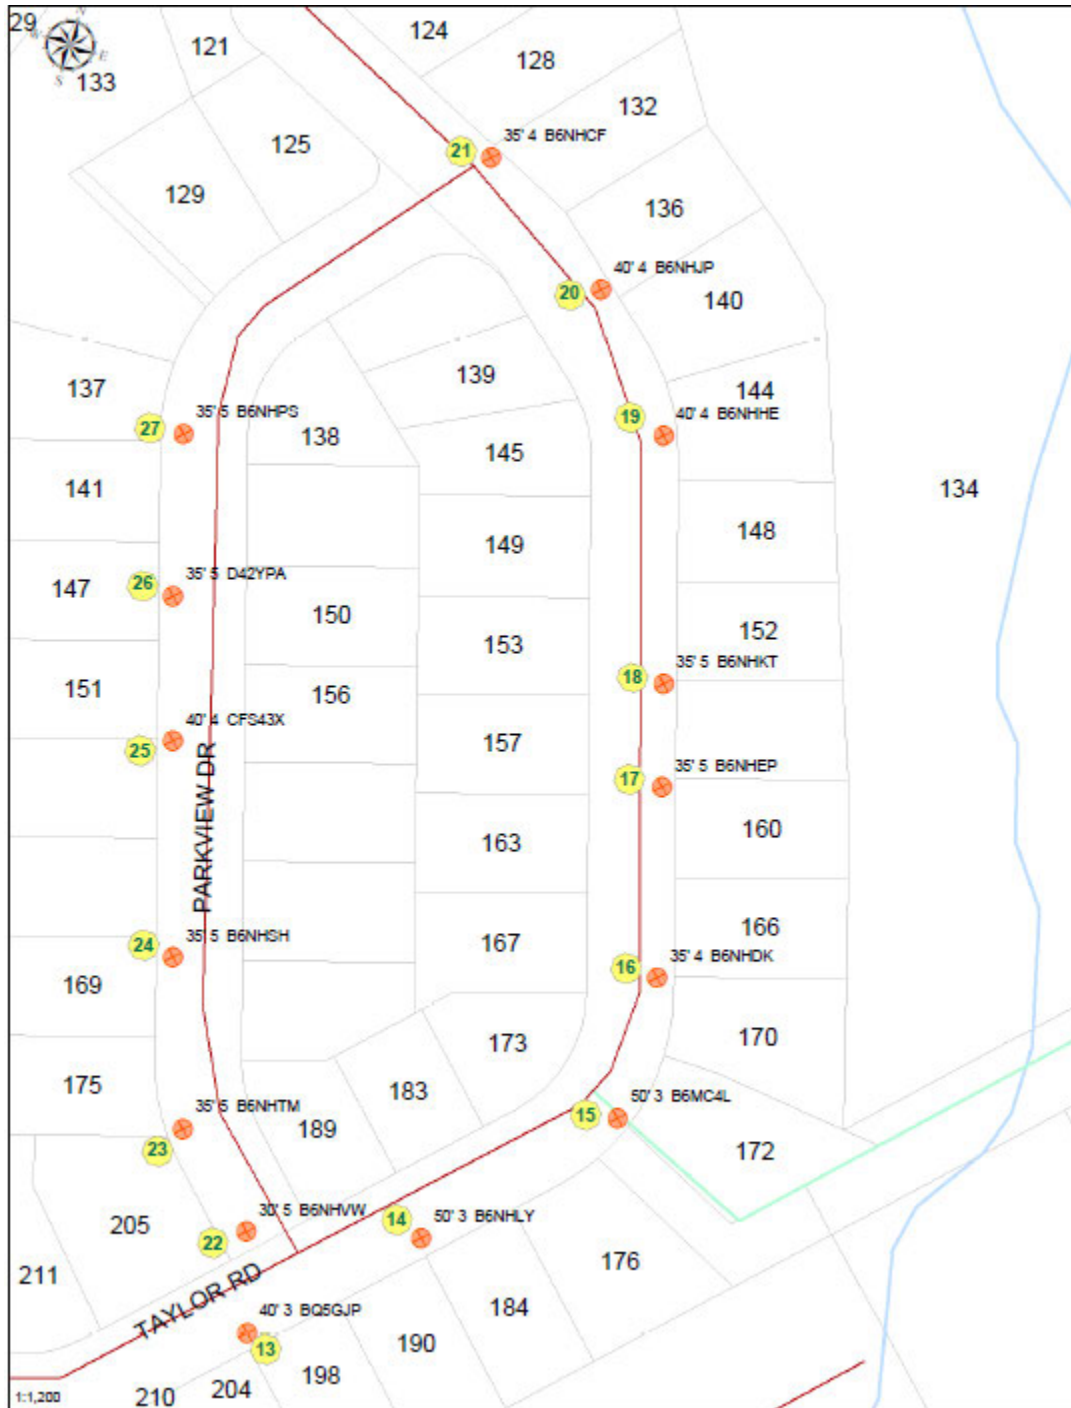 29
N
W
E
S
133
121
124
128
132
125
129
21
35' 4 B6NHCF
136
20
40' 4 B6NHJP
140
137
139
144
27
35' 5 B6NHPS
138
19
40' 4 B6NHHE
145
141
134
148
149
147
26
35' 5 D42YPA
150
153
152
151
156
18
35' 5 B6NHKT
25
40' 4 CFS43X
157
17
35' 5 B6NHEP
PARKVIEW DR
163
160
24
35' 5 B6NHSH
167
166
169
16
35' 4 B6NHDK
173
170
175
183
23
35' 5 B6NHTM
189
15
50' 3 B6MC4L
172
205
22
30' 5 B6NHVW
14
50' 3 B6NHLY
211
TAYLOR RD
176
184
40' 3 BQ5GJP
13
190
198
204
210
1:1,200